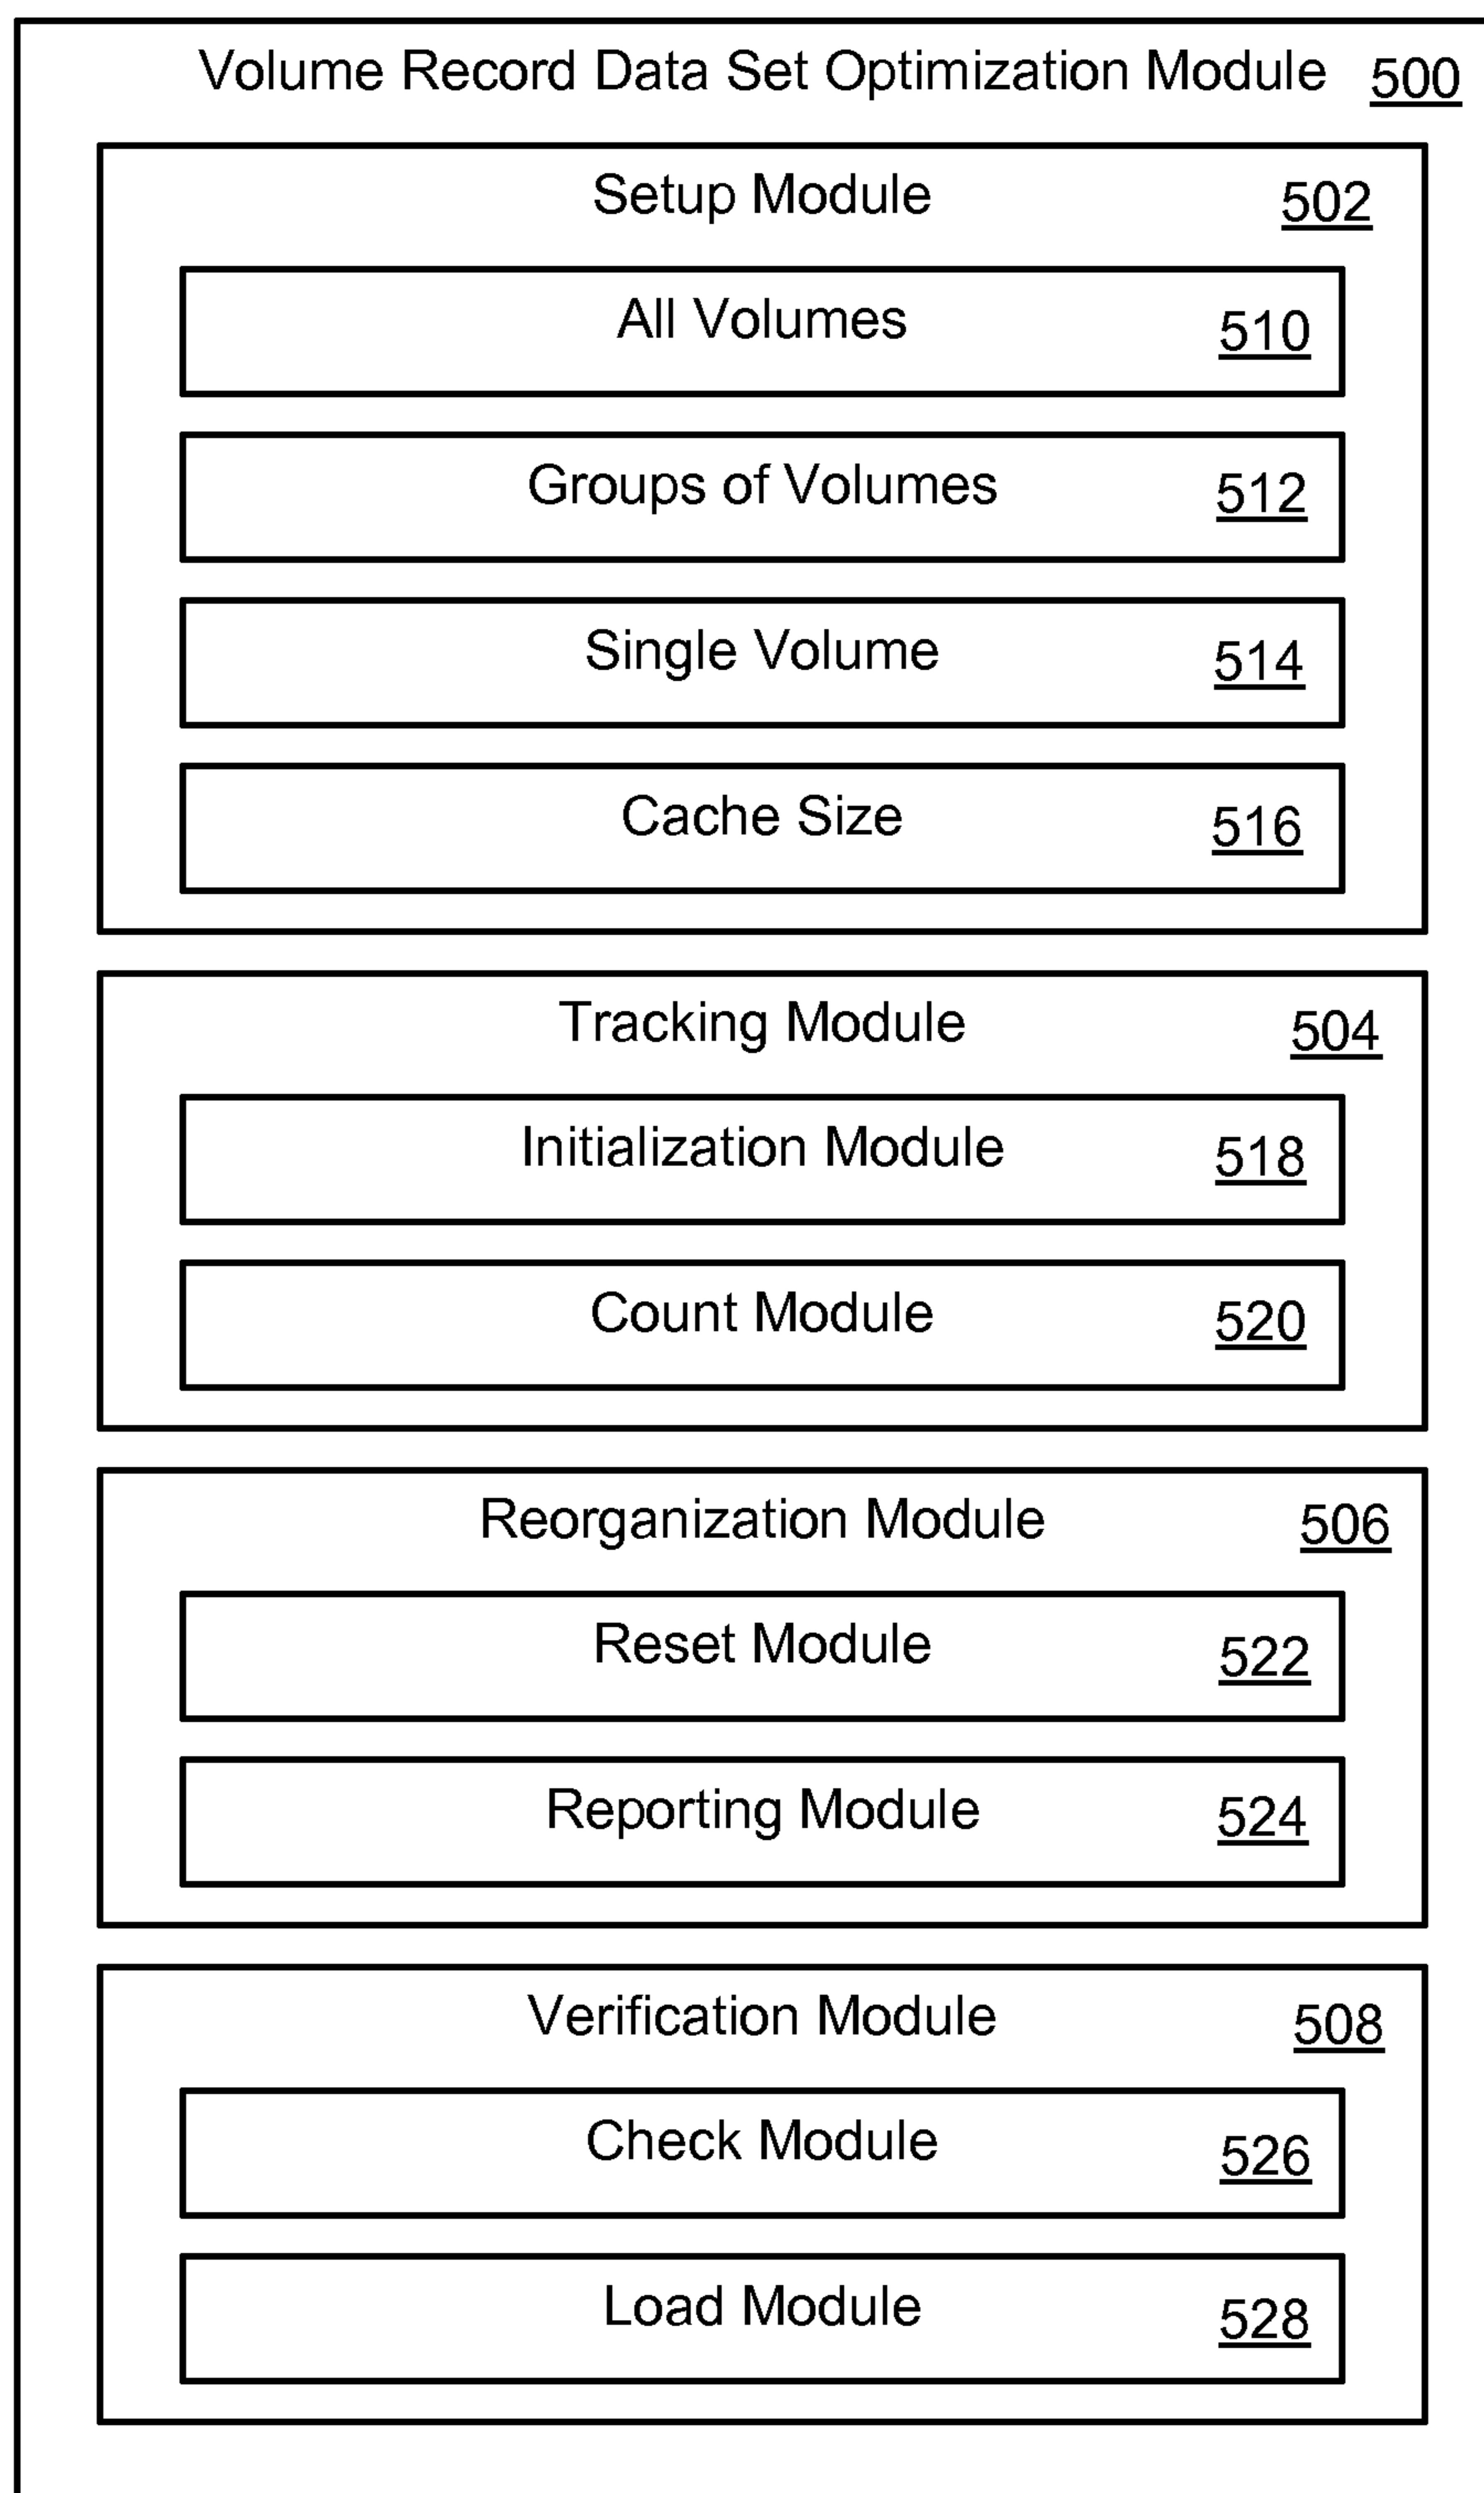 Volume Record Data Set Optimization Module 500
Setup Module 502
All Volumes 510
Groups of Volumes 512
Single Volume 514
Cache Size 516
Tracking Module 504
Initialization Module 518
Count Module 520
Reorganization Module 506
Reset Module 522
Reporting Module 524
Verification Module 508
Check Module 526
Load Module 528